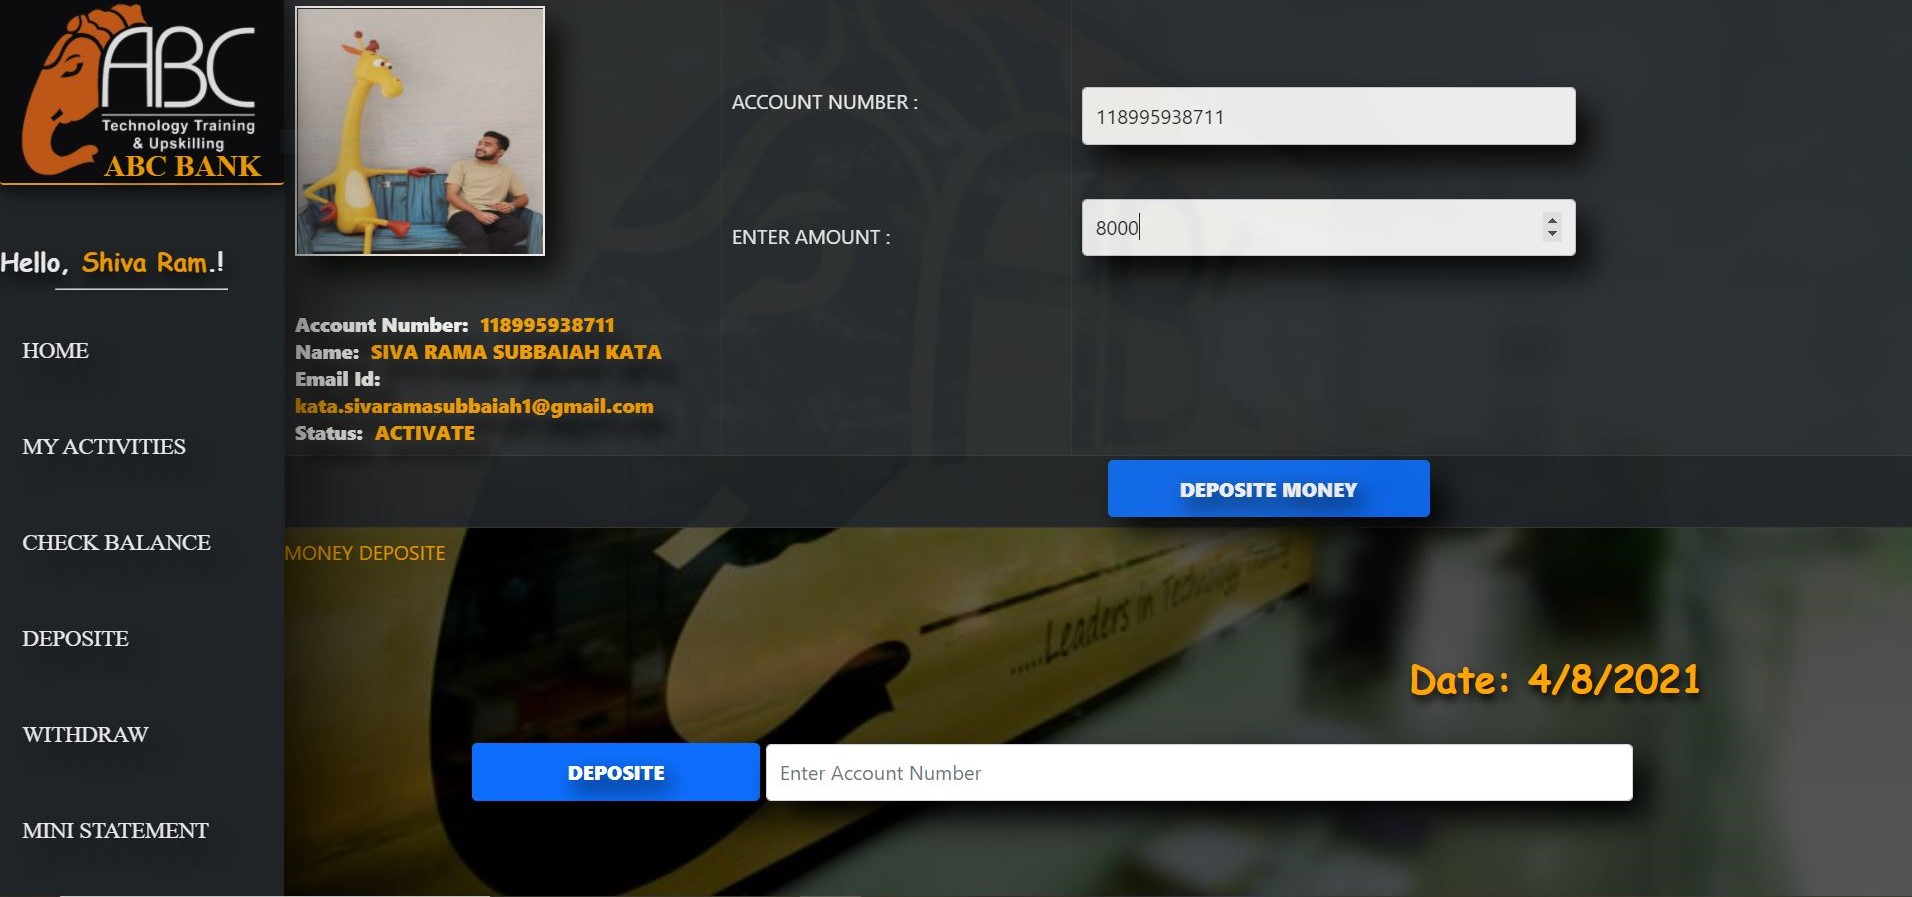 ABC
Technology Training
& Upskilling
ABC BANK
Hello, Shiva Ram.!
HOME
MY ACTIVITIES
CHECK BALANCE
DEPOSITE
WITHDRAW
MINI STATEMENT
Account Number: 118995938711
Name: SIVA RAMA SUBBAIAH KATA
Email Id:
kata.sivaramasubbaiah1@gmail.com
Status: ACTIVATE
ACCOUNT NUMBER :
118995938711
ENTER AMOUNT :
8000
DEPOSITE MONEY
MONEY DEPOSITE
.....Leaders in Technology Training
Date: 4/8/2021
DEPOSITE
Enter Account Number